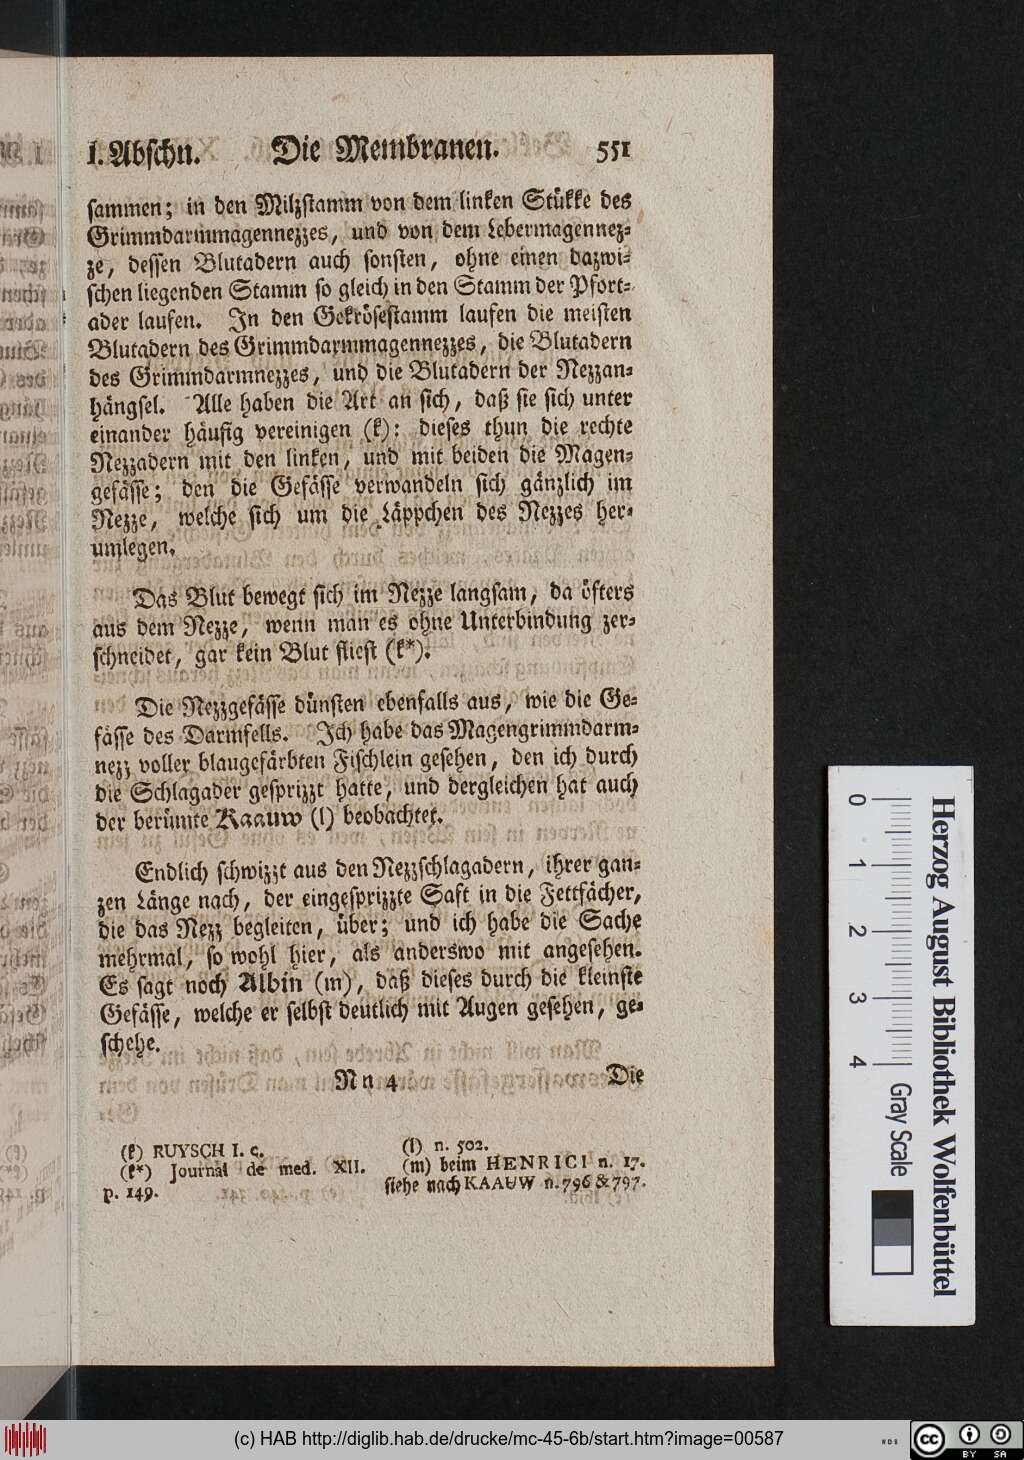 I. Abschn. Die Membranen. 551
sammen; in den Milzstamm von dem linken Stükke des
Grimmdarmmagennezzes, und von dem Lebermagennez-
ze, dessen Blutadern auch sonsten, ohne einen dazwi-
schen liegenden Stamm so gleich in den Stamm der Pfort-
ader laufen. In den Gekrösestamm laufen die meisten
Blutadern des Grimmdarmmagennezzes, die Blutadern
des Grimmdarmnezzes, und die Blutadern der Nezzan-
hängsel. Alle haben die Art an sich, daß sie sich unter
einander häufig vereinigen (k): dieses thun die rechte
Nezzadern mit den linken, und mit beiden die Magen-
gefässe; den die Gefässe verwandeln sich gänzlich im
Nezze, welche sich um die Läppchen des Nezzes her-
umlegen.
Das Blut bewegt sich im Nezze langsam, da öfters
aus dem Nezze, wenn man es ohne Unterbindung zer-
schneidet, gar kein Blut fliest (k*).
Die Nezzgefässe dünsten ebenfalls aus, wie die Ge-
fässe des Darmfells. Ich habe das Magengrimmdarm-
nezz voller blaugefärbten Fischlein gesehen, den ich durch
die Schlagader gesprizzt hatte, und dergleichen hat auch
der berümte Kaauw (l) beobachtet.
Endlich schwizzt aus den Nezzschlagadern, ihrer gan-
zen Länge nach, der eingesprizzte Saft in die Fettfächer,
die das Nezz begleiten, über; und ich habe die Sache
mehrmal, so wohl hier, als anderswo mit angesehen.
Es sagt noch Albin (m), daß dieses durch die kleinste
Gefässe, welche er selbst deutlich mit Augen gesehen, ge-
schehe.
Nn 4 Die
(k) RUYSCH I. c.
(k*) Journal de med. XII.
p. 149.
(l) n. 502.
(m) beim HENRICI n. 17.
siehe nach KAAUW n. 796 & 797.
0 1 2 3 4
Herzog August Bibliothek Wolfenbüttel
Gray Scale
(c) HAB http://diglib.hab.de/drucke/mc-45-6b/start.htm?image=00587
cc BY SA